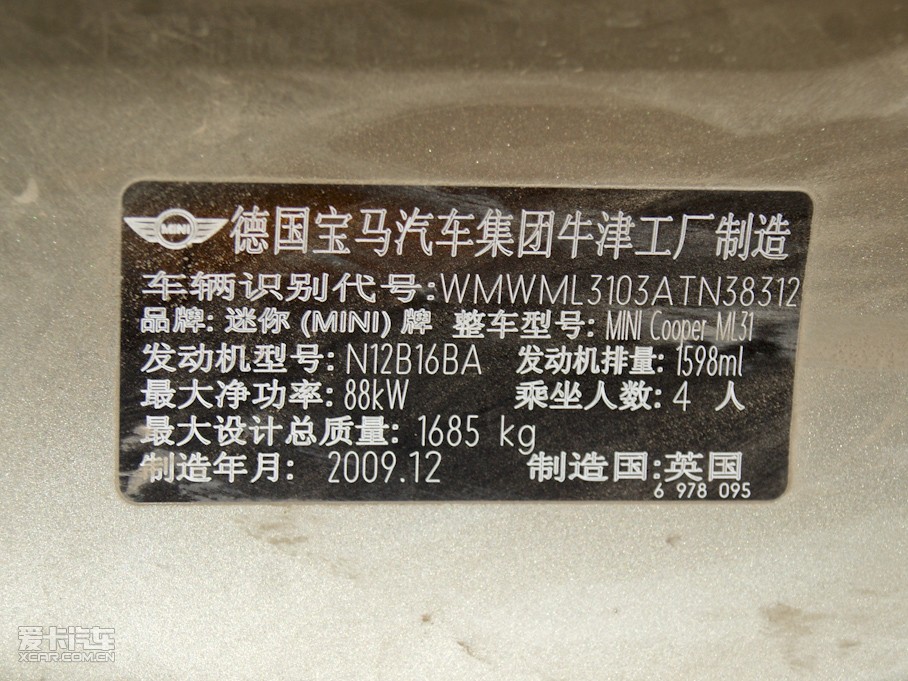 MINI 德国宝马汽车集团牛津工厂制造
车辆识别代号:WMWML3103ATN38312
品牌: 迷你 (MINI) 牌 整车型号: MINI Cooper ML31
发动机型号: N12B16BA 发动机排量: 1598ml
最大净功率: 88kW 乘坐人数: 4 人
最大设计总质量: 1685 kg
制造年月: 2009.12 制造国:英国
6 978 095
爱卡汽车
XCAR.COM.CN